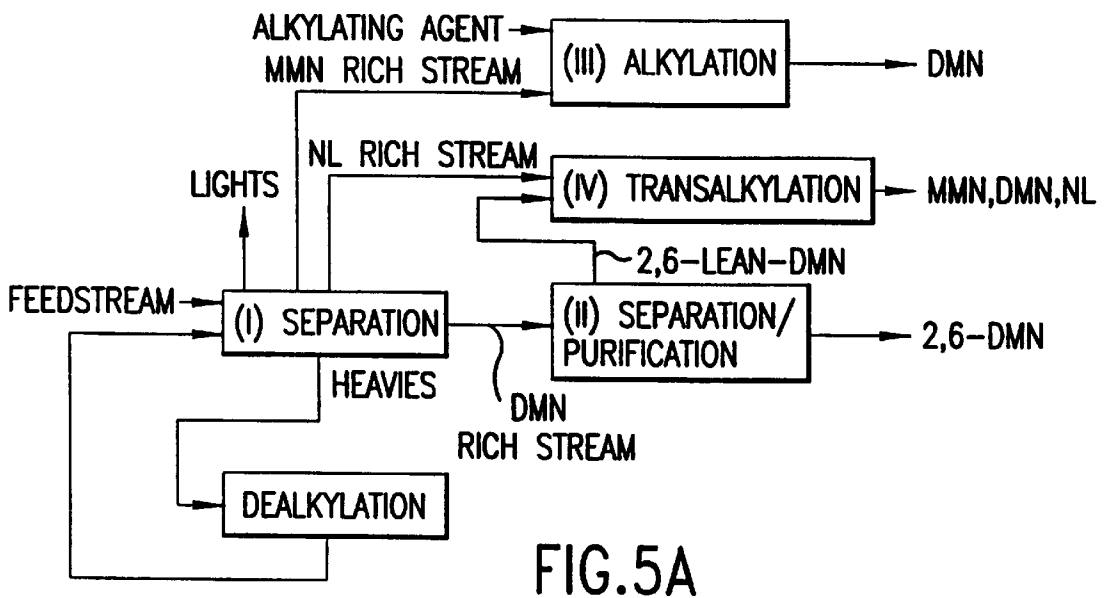 ALKYLATING AGENT
MMN RICH STREAM
(III) ALKYLATION
DMN
NL RICH STREAM
LIGHTS
(IV) TRANSALKYLATION
MMN,DMN,NL
2,6-LEAN-DMN
FEEDSTREAM
(I) SEPARATION
(II) SEPARATION/
PURIFICATION
2,6-DMN
HEAVIES
DMN
RICH STREAM
DEALKYLATION
FIG.5A